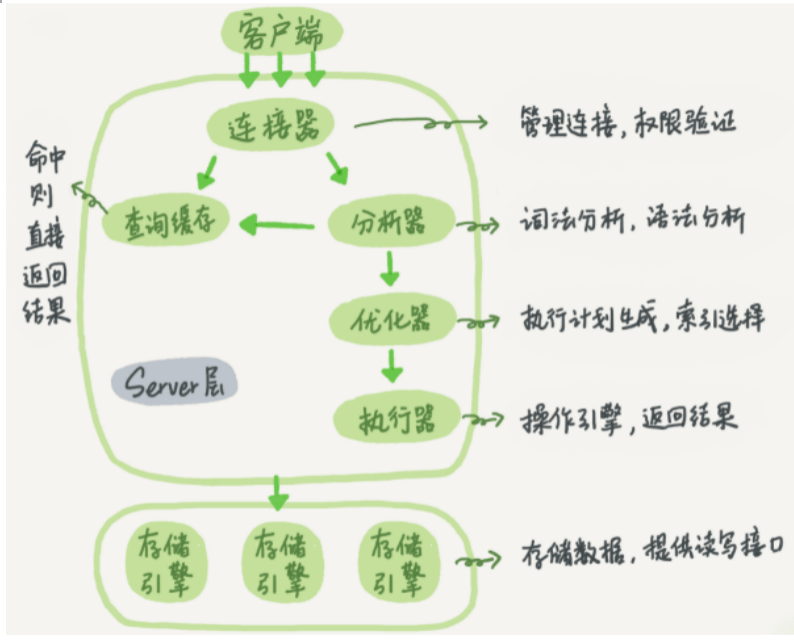 客户端
连接器
管理连接，权限验证
命中
则
直接
返回
结果
查询缓存
分析器
词法分析，语法分析
优化器
执行计划生成，索引选择
Server层
执行器
操作引擎，返回结果
存储
引擎
存储
引擎
存储
引擎
存储数据，提供读写接口